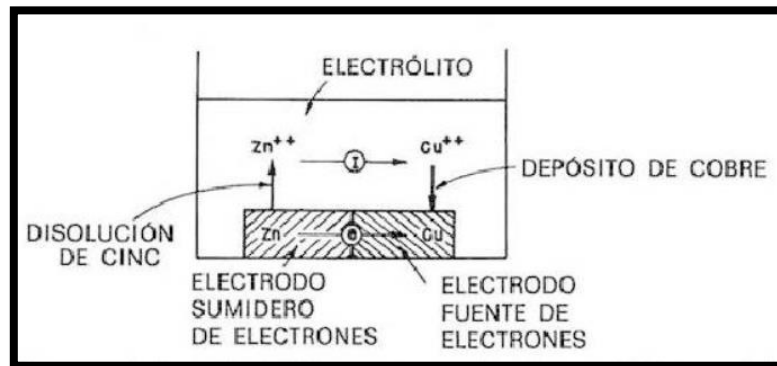 ELECTRÓLITO
Zn++
I
Cu++
DEPÓSITO DE COBRE
DISOLUCIÓN
DE CINC
Zn
e
Cu
ELECTRODO
SUMIDERO
DE ELECTRONES
ELECTRODO
FUENTE DE
ELECTRONES